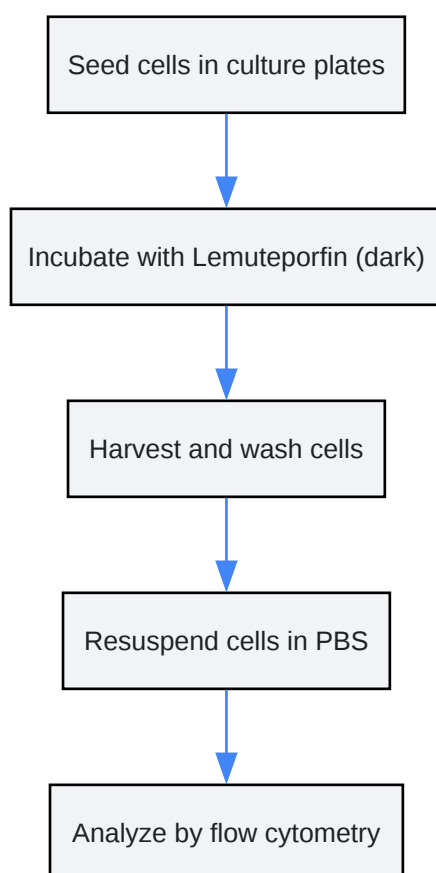 Seed cells in culture plates
Incubate with Lemuteporfin (dark)
Harvest and wash cells
Resuspend cells in PBS
Analyze by flow cytometry